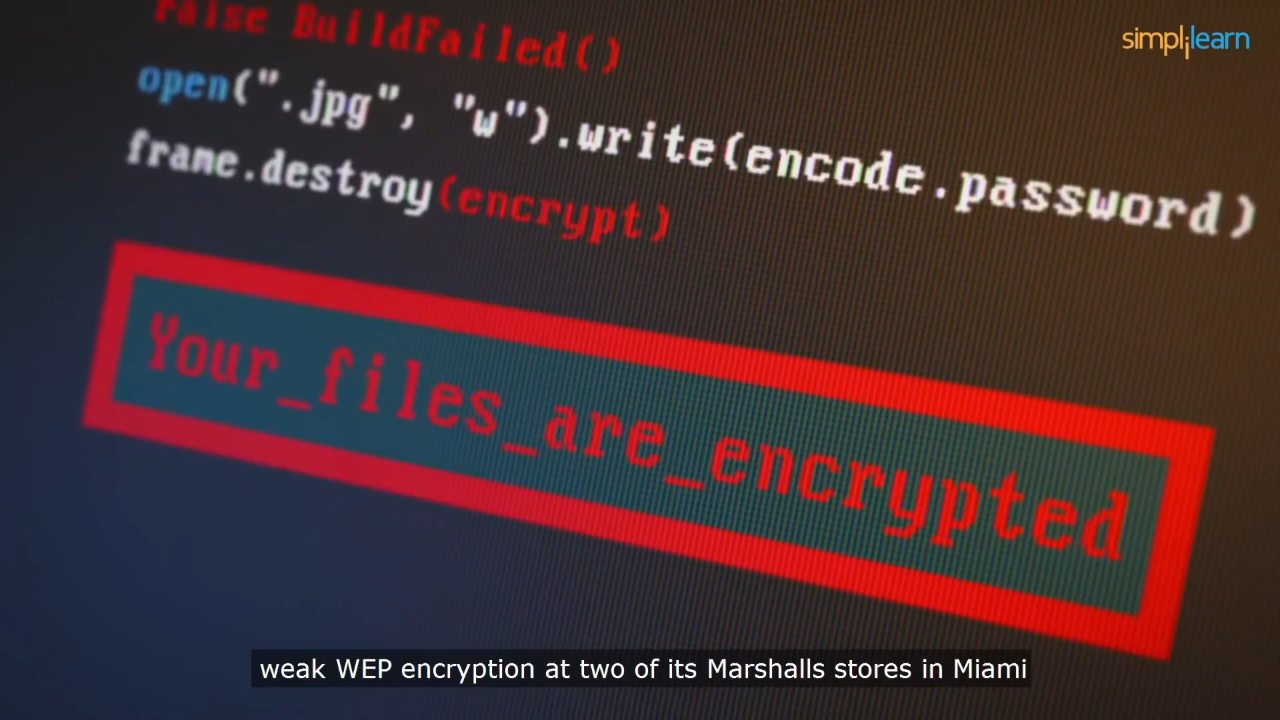 raise BuildFailed()
simplilearn
open(".jpg", "w").write(encode.password)
frame.destroy(encrypt)
Your_files_are_encrypted
weak WEP encryption at two of its Marshalls stores in Miami